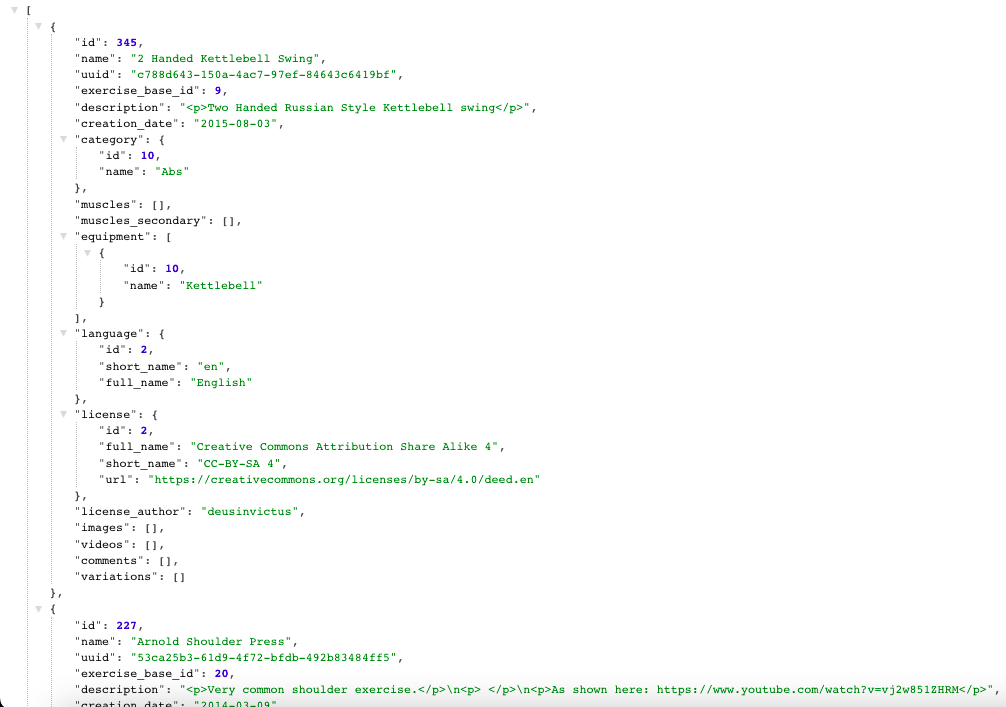 [
{
"id": 345,
"name": "2 Handed Kettlebell Swing",
"uuid": "c788d643-150a-4ac7-97ef-84643c6419bf",
"exercise_base_id": 9,
"description": "<p>Two Handed Russian Style Kettlebell swing</p>",
"creation_date": "2015-08-03",
"category": {
"id": 10,
"name": "Abs"
},
"muscles": [],
"muscles_secondary": [],
"equipment": [
{
"id": 10,
"name": "Kettlebell"
}
],
"language": {
"id": 2,
"short_name": "en",
"full_name": "English"
},
"license": {
"id": 2,
"full_name": "Creative Commons Attribution Share Alike 4",
"short_name": "CC-BY-SA 4",
"url": "https://creativecommons.org/licenses/by-sa/4.0/deed.en"
},
"license_author": "deusinvictus",
"images": [],
"videos": [],
"comments": [],
"variations": []
},
{
"id": 227,
"name": "Arnold Shoulder Press",
"uuid": "53ca25b3-61d9-4f72-bfdb-492b83484ff5",
"exercise_base_id": 20,
"description": "<p>Very common shoulder exercise.</p>\n<p> </p>\n<p>As shown here: https://www.youtube.com/watch?v=vj2w851ZHRM</p>",
"creation_date": "2014-03-09"